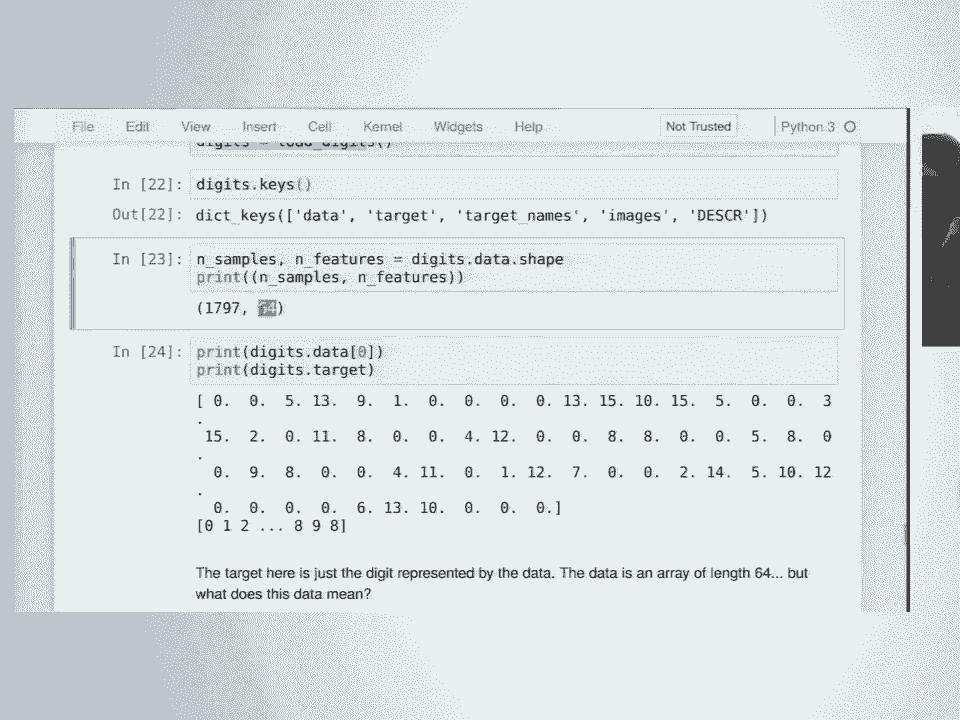 File Edit View Insert Cell Kernel Widgets Help Not Trusted Python 3
digits = load_digits()
In [22]: digits.keys()
Out[22]: dict_keys(['data', 'target', 'target_names', 'images', 'DESCR'])
In [23]: n_samples, n_features = digits.data.shape
print((n_samples, n_features))
(1797, 64)
In [24]: print(digits.data[0])
print(digits.target)
[ 0. 0. 5. 13. 9. 1. 0. 0. 0. 0. 13. 15. 10. 15. 5. 0. 0. 3
.
15. 2. 0. 11. 8. 0. 0. 4. 12. 0. 0. 8. 8. 0. 0. 5. 8. 0
.
0. 9. 8. 0. 0. 4. 11. 0. 1. 12. 7. 0. 0. 2. 14. 5. 10. 12
.
0. 0. 0. 0. 6. 13. 10. 0. 0. 0.]
[0 1 2 ... 8 9 8]
The target here is just the digit represented by the data. The data is an array of length 64... but
what does this data mean?